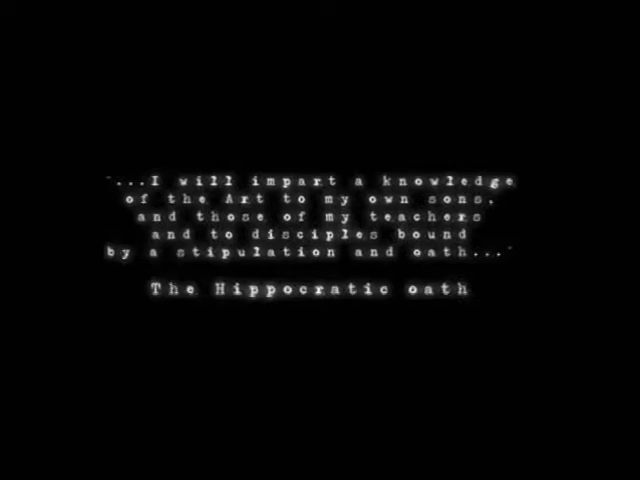 "...I will impart a knowledge
of the Art to my own sons,
and those of my teachers
and to disciples bound
by a stipulation and oath..."
The Hippocratic oath